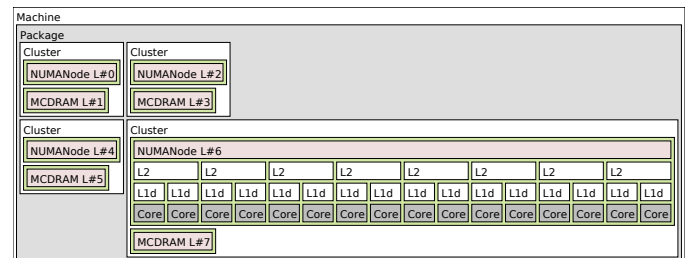 Machine
Package
Cluster Cluster
NUMANode L#0 NUMANode L#2
MCDRAM L#1 MCDRAM L#3
Cluster Cluster
NUMANode L#4 NUMANode L#6
MCDRAM L#5 L2 L2 L2 L2 L2 L2 L2 L2
L1d L1d L1d L1d L1d L1d L1d L1d L1d L1d L1d L1d L1d L1d L1d L1d
Core Core Core Core Core Core Core Core Core Core Core Core Core Core Core Core
MCDRAM L#7